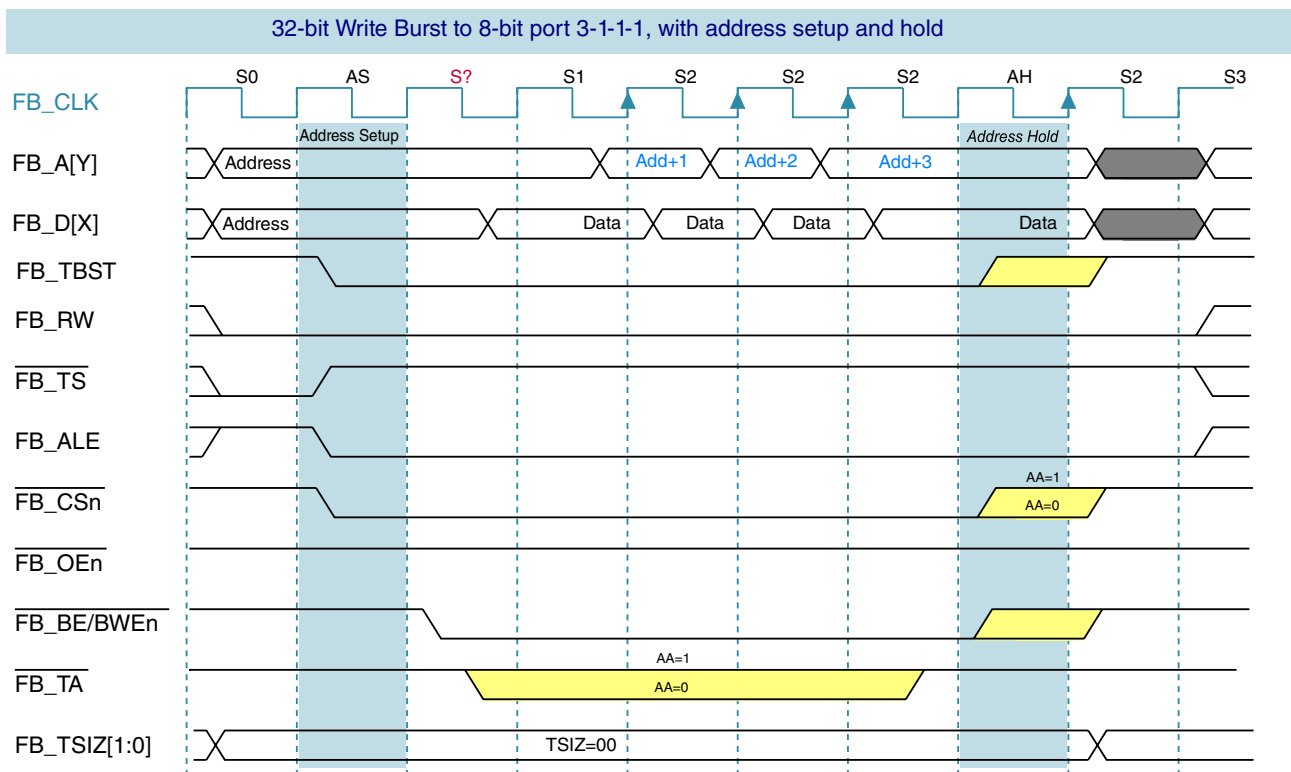 32-bit Write Burst to 8-bit port 3-1-1-1, with address setup and hold
S0 AS S? S1 S2 S2 S2 AH S2 S3
FB_CLK
Address Setup Address Hold
FB_A[Y] Address Add+1 Add+2 Add+3
FB_D[X] Address Data Data Data Data
FB_TBST
FB_RW
FB_TS
FB_ALE
AA=1
FB_CSn AA=0
FB_OEn
FB_BE/BWEn
AA=1
FB_TA AA=0
FB_TSIZ[1:0] TSIZ=00